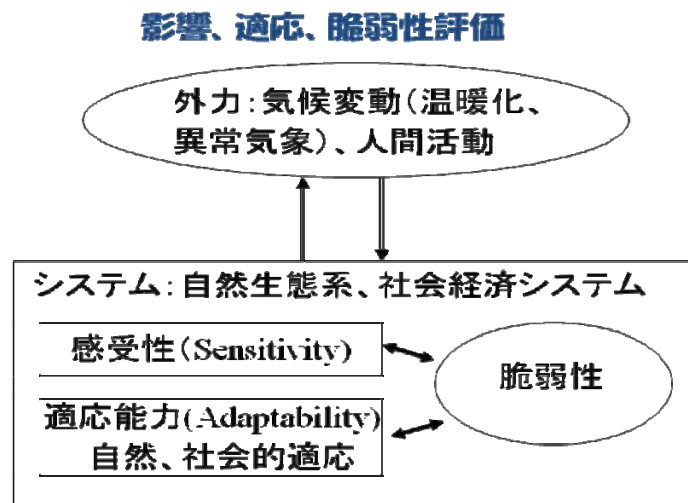 影響、適応、脆弱性評価
外力：気候変動（温暖化、
異常気象）、人間活動
システム：自然生態系、社会経済システム
感受性（Sensitivity）
脆弱性
適応能力(Adaptability)
自然、社会的適応